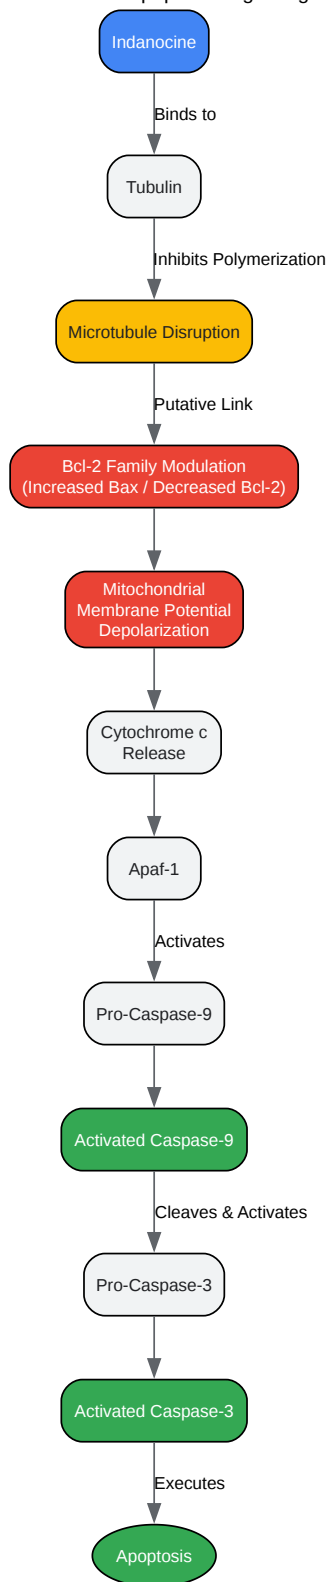 Indanocine
Binds to
Tubulin
Inhibits Polymerization
Microtubule Disruption
Putative Link
Bcl-2 Family Modulation
(Increased Bax / Decreased Bcl-2)
Mitochondrial
Membrane Potential
Depolarization
Cytochrome c
Release
Apaf-1
Activates
Pro-Caspase-9
Activated Caspase-9
Cleaves & Activates
Pro-Caspase-3
Activated Caspase-3
Executes
Apoptosis